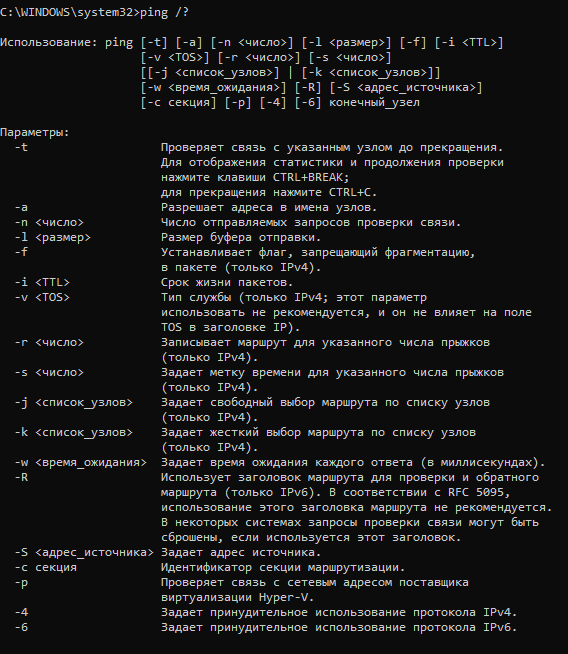 C:\WINDOWS\system32>ping /?
Использование: ping [-t] [-a] [-n <число>] [-l <размер>] [-f] [-i <TTL>]
[-v <TOS>] [-r <число>] [-s <число>]
[[-j <список_узлов>] | [-k <список_узлов>]]
[-w <время_ожидания>] [-R] [-S <адрес_источника>]
[-c секция] [-p] [-4] [-6] конечный_узел
Параметры:
-t Проверяет связь с указанным узлом до прекращения.
Для отображения статистики и продолжения проверки
нажмите клавиши CTRL+BREAK;
для прекращения нажмите CTRL+C.
-a Разрешает адреса в имена узлов.
-n <число> Число отправляемых запросов проверки связи.
-l <размер> Размер буфера отправки.
-f Устанавливает флаг, запрещающий фрагментацию,
в пакете (только IPv4).
-i <TTL> Срок жизни пакетов.
-v <TOS> Тип службы (только IPv4; этот параметр
использовать не рекомендуется, и он не влияет на поле
TOS в заголовке IP).
-r <число> Записывает маршрут для указанного числа прыжков
(только IPv4).
-s <число> Задает метку времени для указанного числа прыжков
(только IPv4).
-j <список_узлов> Задает свободный выбор маршрута по списку узлов
(только IPv4).
-k <список_узлов> Задает жесткий выбор маршрута по списку узлов
(только IPv4).
-w <время_ожидания> Задает время ожидания каждого ответа (в миллисекундах).
-R Использует заголовок маршрута для проверки и обратного
маршрута (только IPv6). В соответствии с RFC 5095,
использование этого заголовка маршрута не рекомендуется.
В некоторых системах запросы проверки связи могут быть
сброшены, если используется этот заголовок.
-S <адрес_источника> Задает адрес источника.
-c секция Идентификатор секции маршрутизации.
-p Проверяет связь с сетевым адресом поставщика
виртуализации Hyper-V.
-4 Задает принудительное использование протокола IPv4.
-6 Задает принудительное использование протокола IPv6.